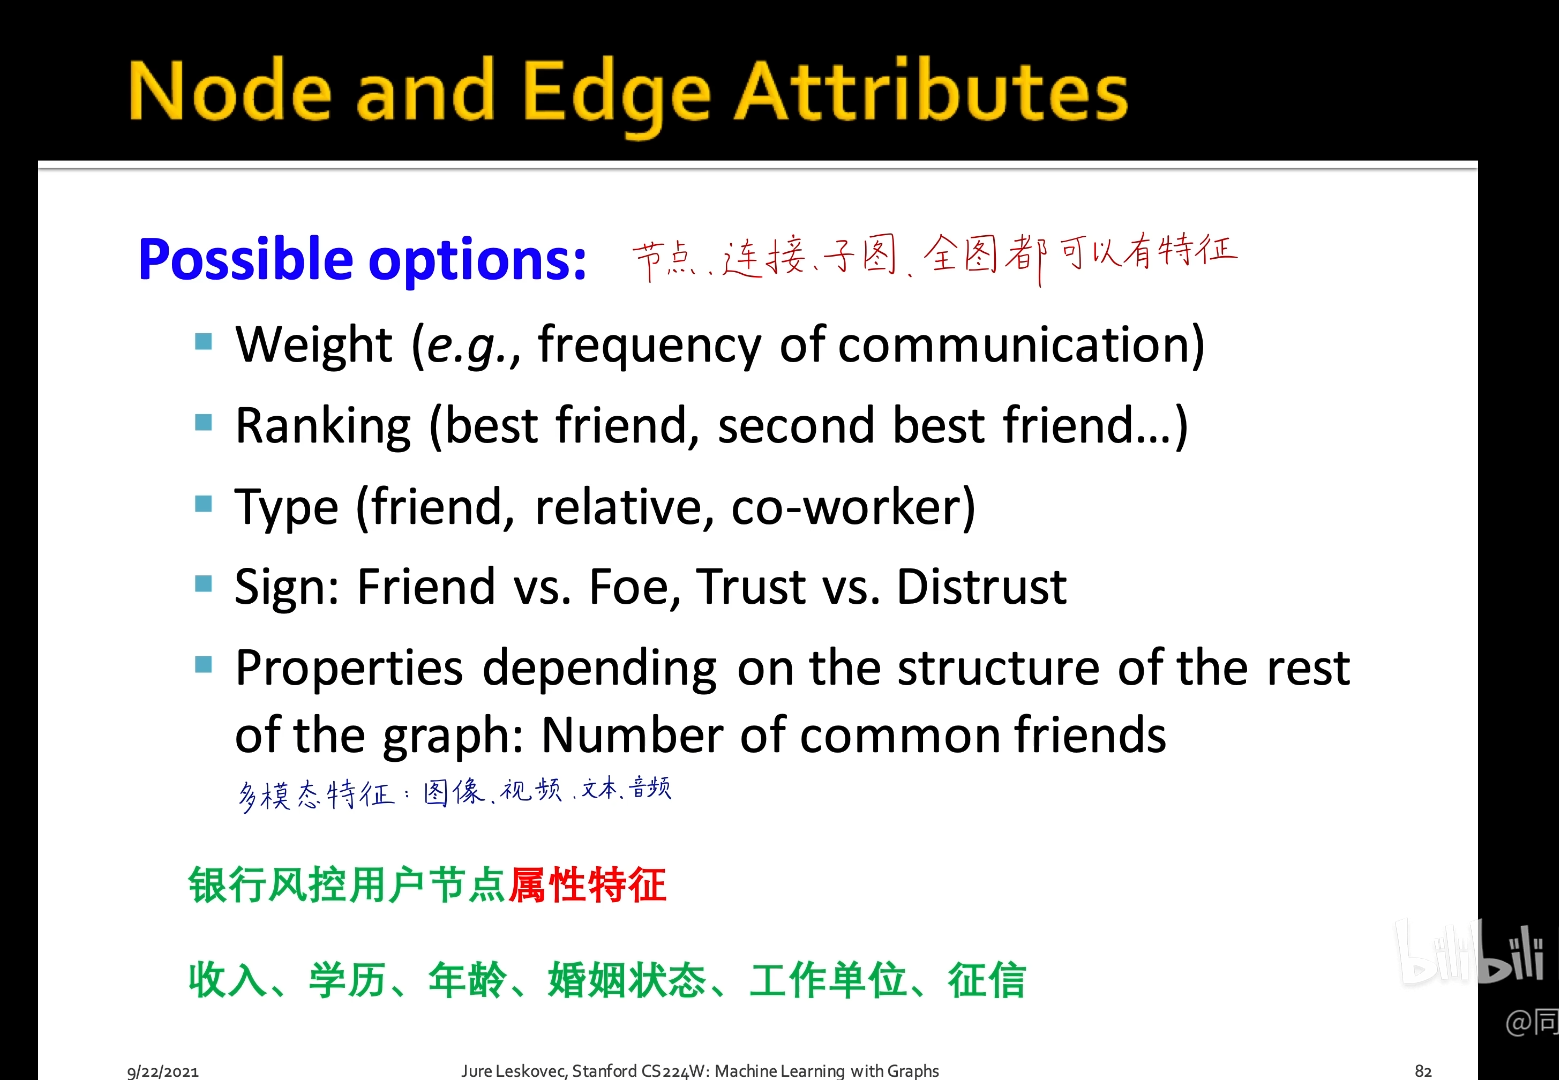 Node and Edge Attributes
Possible options: 节点、连接、子图、全图都可以有特征
Weight (e.g., frequency of communication)
Ranking (best friend, second best friend…)
Type (friend, relative, co-worker)
Sign: Friend vs. Foe, Trust vs. Distrust
Properties depending on the structure of the rest
of the graph: Number of common friends
多模态特征：图像、视频、文本、音频
银行风控用户节点属性特征
收入、学历、年龄、婚姻状态、工作单位、征信
bilibili
@同
9/22/2021 Jure Leskovec, Stanford CS224W: Machine Learning with Graphs 82